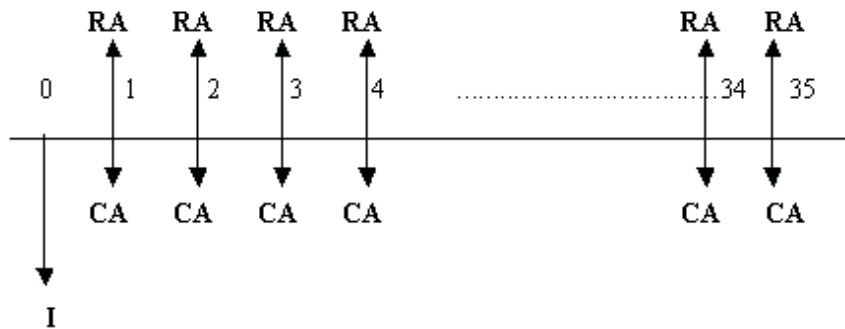 RA RA RA RA RA RA
0 1 2 3 4 ..........................................34 35
CA CA CA CA CA CA
I